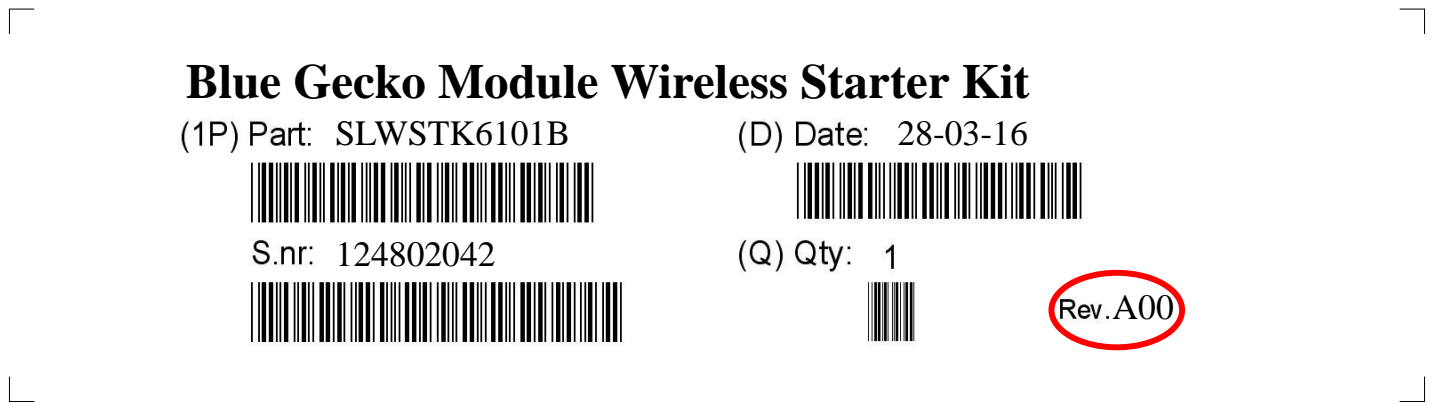 Blue Gecko Module Wireless Starter Kit
(1P) Part: SLWSTK6101B (D) Date: 28-03-16
S.nr: 124802042 (Q) Qty: 1
Rev. A00